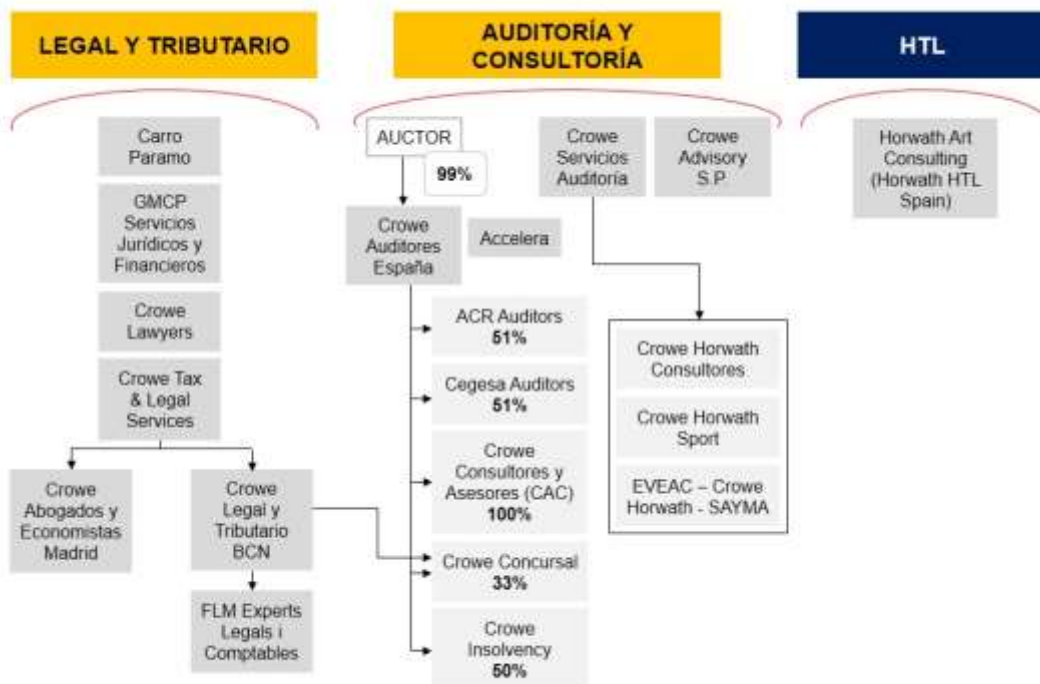 LEGAL Y TRIBUTARIO
AUDITORÍA Y
CONSULTORÍA
HTL
Carro
Paramo
GMCP
Servicios
Jurídicos y
Financieros
Crowe
Lawyers
Crowe Tax
& Legal
Services
Crowe
Abogados y
Economistas
Madrid
Crowe
Legal y
Tributario
BCN
FLM Experts
Legals i
Comptables
AUCTOR
99%
Crowe
Auditores
España
Accelera
ACR Auditors
51%
Cegesa Auditors
51%
Crowe
Consultores y
Asesores (CAC)
100%
Crowe Concursal
33%
Crowe
Insolvency
50%
Crowe
Servicios
Auditoría
Crowe
Advisory
S.P.
Crowe Horwath
Consultores
Crowe Horwath
Sport
EVEAC – Crowe
Horwath - SAYMA
Horwath Art
Consulting
(Horwath HTL
Spain)